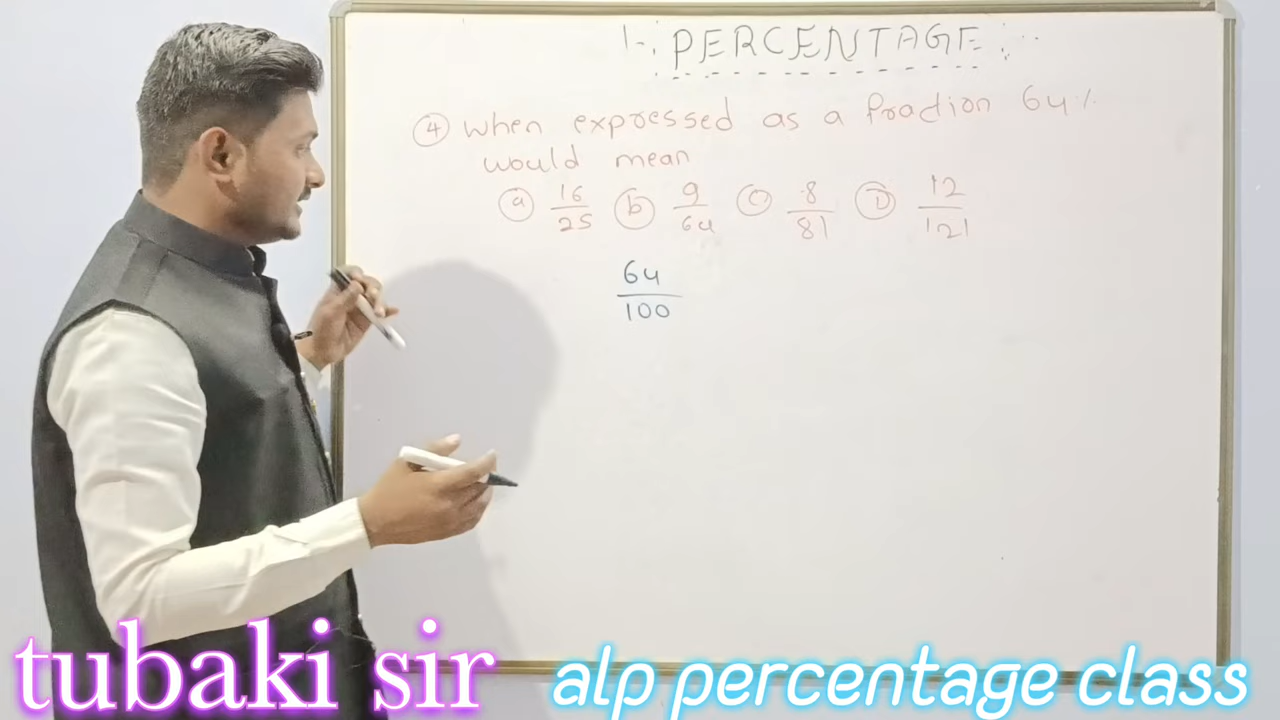 :-. PERCENTAGE :-
④ When expressed as a fraction 64%
would mean
ⓐ 16/25 ⓑ 9/64 ⓒ 8/81 Ⓓ 12/121
64/100
tubaki sir alp percentage class